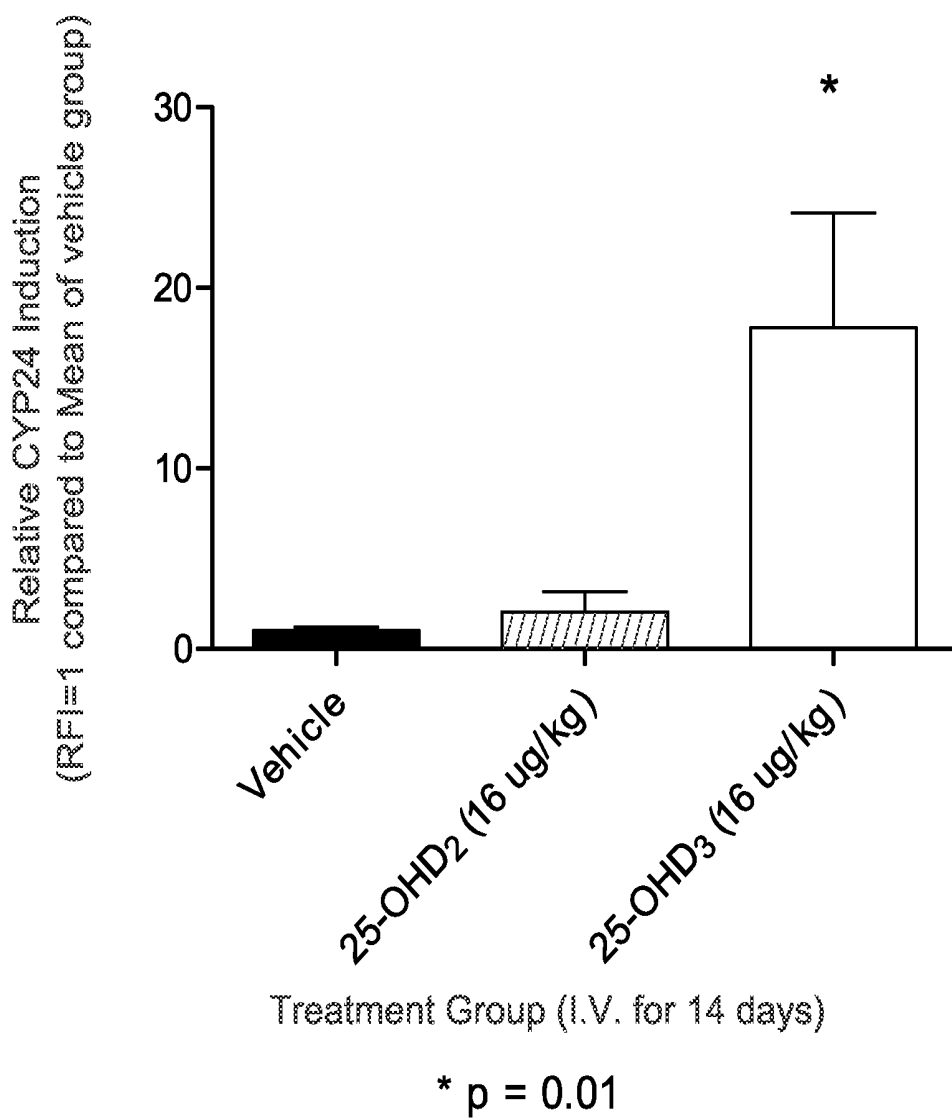 Relative CYP24 Induction
(RFI=1 compared to Mean of vehicle group)
30
20
10
0
*
Vehicle
25-OHD₂ (16 ug/kg)
25-OHD₃ (16 ug/kg)
Treatment Group (I.V. for 14 days)
* p = 0.01